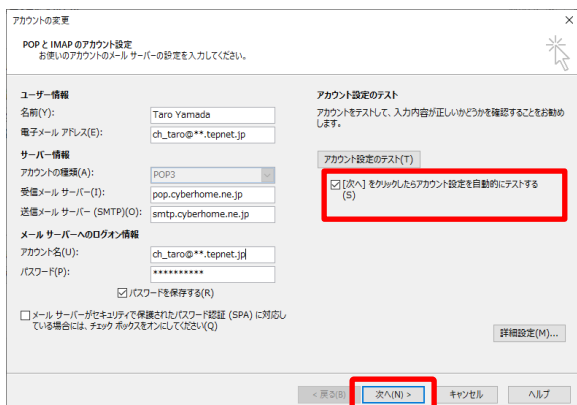 アカウントの変更
×
POP と IMAP のアカウント設定
お使いのアカウントのメール サーバーの設定を入力してください。
ユーザー情報
名前(Y):
Taro Yamada
電子メール アドレス(E):
ch_taro@**.tepnet.jp
サーバー情報
アカウントの種類(A):
POP3
受信メール サーバー(I):
pop.cyberhome.ne.jp
送信メール サーバー (SMTP)(O):
smtp.cyberhome.ne.jp
メール サーバーへのログオン情報
アカウント名(U):
ch_taro@**.tepnet.jp
パスワード(P):
**********
パスワードを保存する(R)
メール サーバーがセキュリティで保護されたパスワード認証 (SPA) に対応し
ている場合には、チェック ボックスをオンにしてください(Q)
アカウント設定のテスト
アカウントをテストして、入力内容が正しいかどうかを確認することをお勧め
します。
アカウント設定のテスト(T)
[次へ] をクリックしたらアカウント設定を自動的にテストする
(S)
詳細設定(M)...
< 戻る(B)
次へ(N) >
キャンセル
ヘルプ